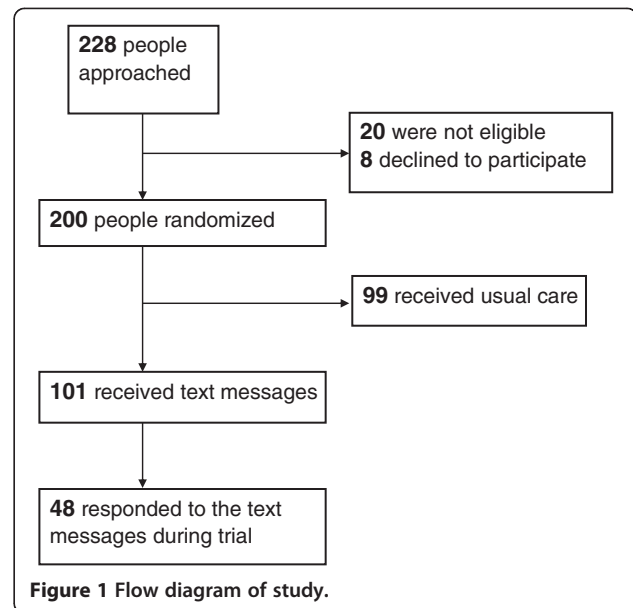 228 people
approached
20 were not eligible
8 declined to participate
200 people randomized
99 received usual care
101 received text messages
48 responded to the text
messages during trial
Figure 1 Flow diagram of study.